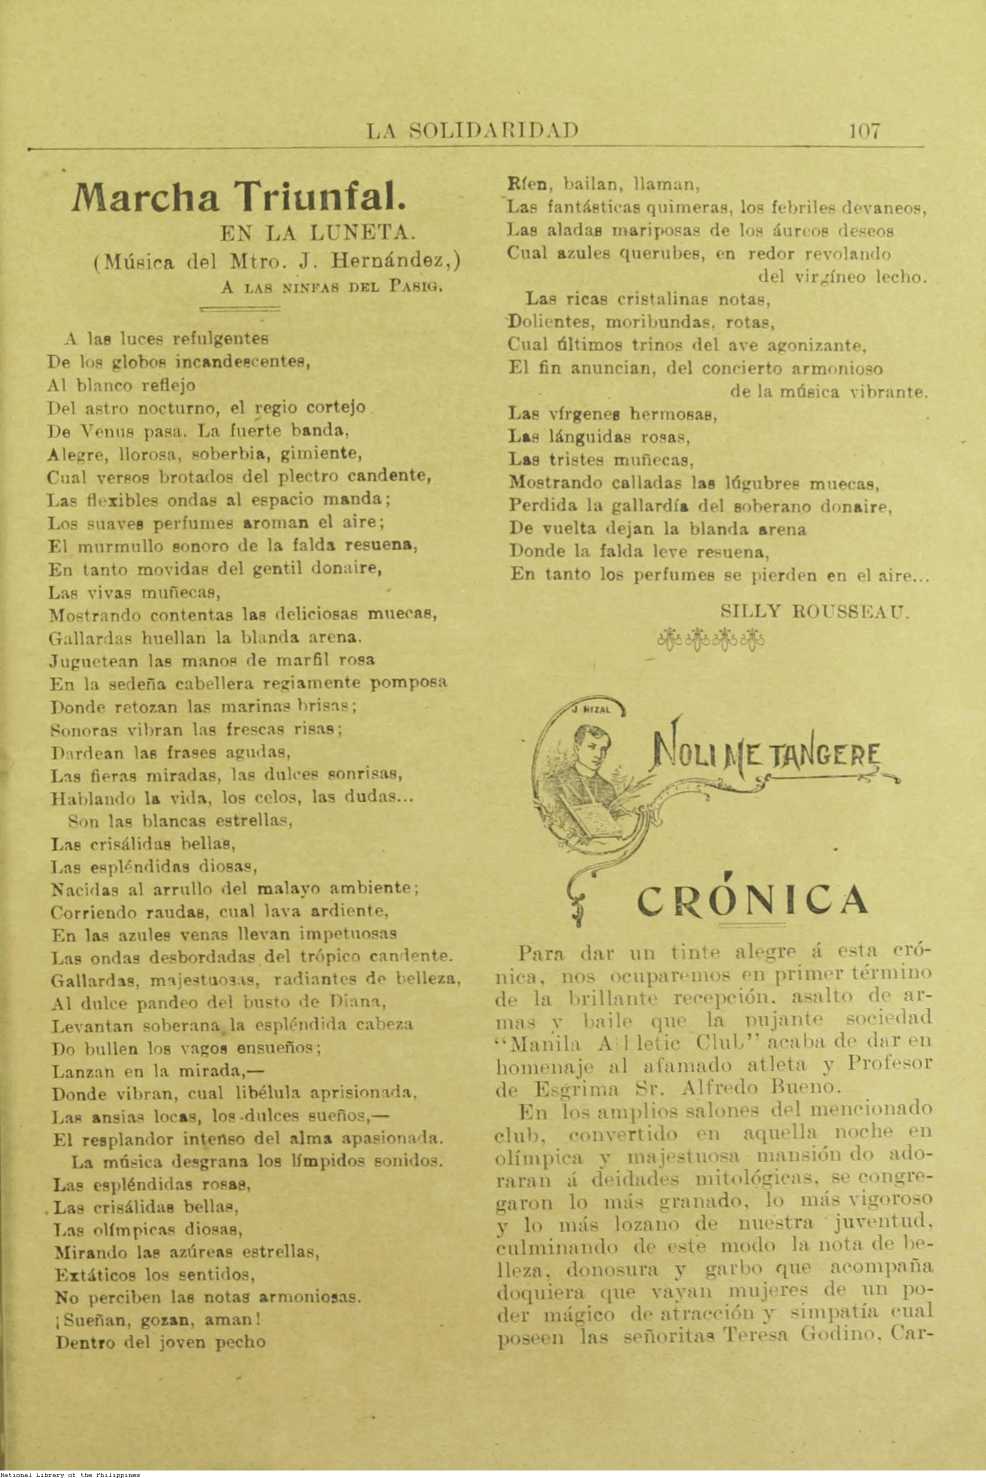 LA SOLIDARIDAD 107
Marcha Triunfal.
EN LA LUNETA.
(Música del Mtro. J. Hernández,)
A LAS NINFAS DEL PASIG.
A las luces refulgentes
De los globos incandescentes,
Al blanco reflejo
Del astro nocturno, el regio cortejo
De Venus pasa. La fuerte banda,
Alegre, llorosa, soberbia, gimiente,
Cual versos brotados del plectro candente,
Las flexibles ondas al espacio manda;
Los suaves perfumes aroman el aire;
El murmullo sonoro de la falda resuena,
En tanto movidas del gentil donaire,
Las vivas muñecas,
Mostrando contentas las deliciosas muecas,
Gallardas huellan la blanda arena.
Juguetean las manos de marfil rosa
En la sedeña cabellera regiamente pomposa
Donde retozan las marinas brisas;
Sonoras vibran las frescas risas;
Dardean las frases agudas,
Las fieras miradas, las dulces sonrisas,
Hablando la vida, los celos, las dudas...
Son las blancas estrellas,
Las crisálidas bellas,
Las espléndidas diosas,
Nacidas al arrullo del malayo ambiente;
Corriendo raudas, cual lava ardiente,
En las azules venas llevan impetuosas
Las ondas desbordadas del trópico candente.
Gallardas, majestuosas, radiantes de belleza,
Al dulce pandeo del busto de Diana,
Levantan soberana la espléndida cabeza
Do bullen los vagos ensueños;
Lanzan en la mirada,—
Donde vibran, cual libélula aprisionada,
Las ansias locas, los dulces sueños,—
El resplandor intenso del alma apasionada.
La música desgrana los límpidos sonidos.
Las espléndidas rosas,
Las crisálidas bellas,
Las olímpicas diosas,
Mirando las azúreas estrellas,
Extáticos los sentidos,
No perciben las notas armoniosas.
¡Sueñan, gozan, aman!
Dentro del joven pecho
Ríen, bailan, llaman,
Las fantásticas quimeras, los febriles devaneos,
Las aladas mariposas de los áureos deseos
Cual azules querubes, en redor revolando
del virgíneo lecho.
Las ricas cristalinas notas,
Dolientes, moribundas, rotas,
Cual últimos trinos del ave agonizante,
El fin anuncian, del concierto armonioso
de la música vibrante.
Las vírgenes hermosas,
Las lánguidas rosas,
Las tristes muñecas,
Mostrando calladas las lúgubres muecas,
Perdida la gallardía del soberano donaire,
De vuelta dejan la blanda arena
Donde la falda leve resuena,
En tanto los perfumes se pierden en el aire...
SILLY ROUSSEAU.
J RIZAL
NOLI ME TANGERE
CRÓNICA
Para dar un tinte alegre á esta cró-
nica, nos ocuparemos en primer término
de la brillante recepción, asalto de ar-
mas y baile que la pujante sociedad
"Manila A l letic Club" acaba de dar en
homenaje al afamado atleta y Profesor
de Esgrima Sr. Alfredo Bueno.
En los amplios salones del mencionado
club, convertido en aquella noche en
olímpica y majestuosa mansión do ado-
raran á deidades mitológicas, se congre-
garon lo más granado, lo más vigoroso
y lo más lozano de nuestra juventud,
culminando de este modo la nota de be-
lleza, donosura y garbo que acompaña
doquiera que vayan mujeres de un po-
der mágico de atracción y simpatía cual
poseen las señoritas Teresa Godino, Car-
National Library of the Philippines